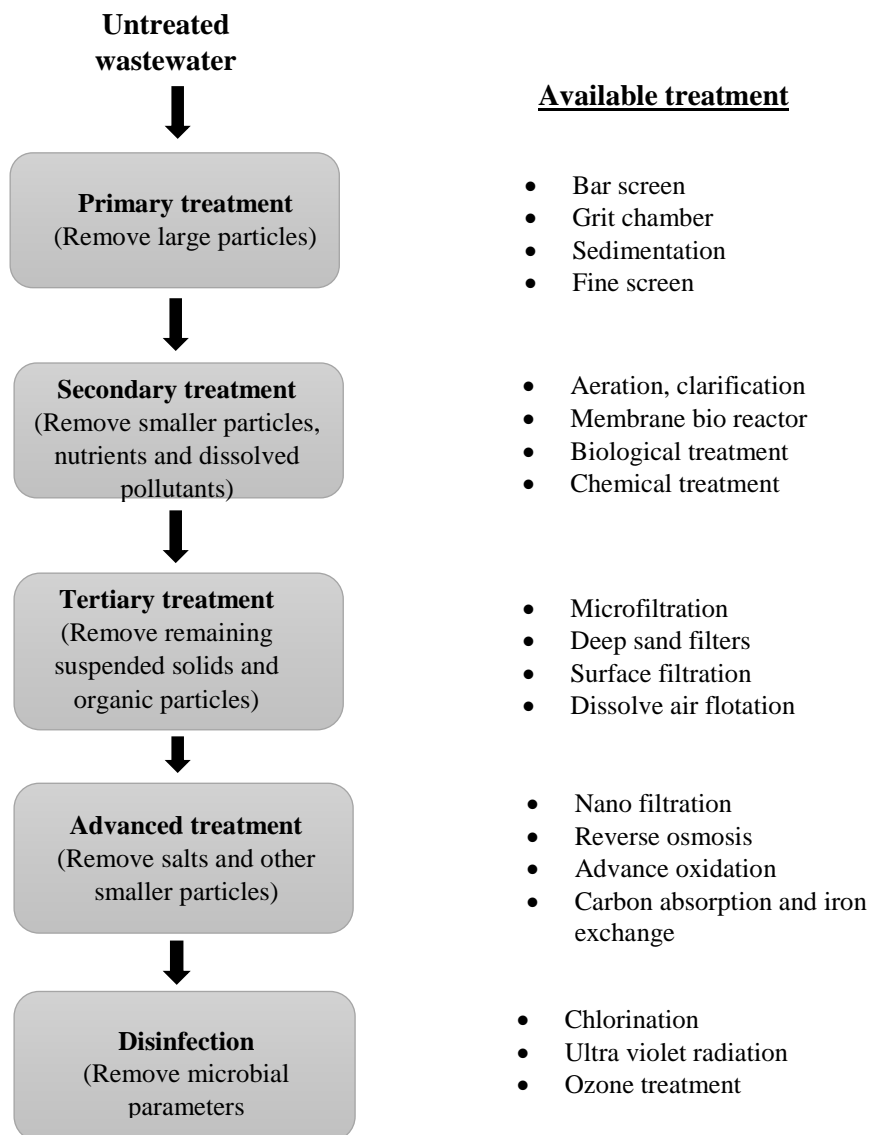 Untreated
wastewater
Available treatment
Primary treatment
(Remove large particles)
• Bar screen
• Grit chamber
• Sedimentation
• Fine screen
Secondary treatment
(Remove smaller particles,
nutrients and dissolved
pollutants)
• Aeration, clarification
• Membrane bio reactor
• Biological treatment
• Chemical treatment
Tertiary treatment
(Remove remaining
suspended solids and
organic particles)
• Microfiltration
• Deep sand filters
• Surface filtration
• Dissolve air flotation
Advanced treatment
(Remove salts and other
smaller particles)
• Nano filtration
• Reverse osmosis
• Advance oxidation
• Carbon absorption and iron
exchange
Disinfection
(Remove microbial
parameters
• Chlorination
• Ultra violet radiation
• Ozone treatment